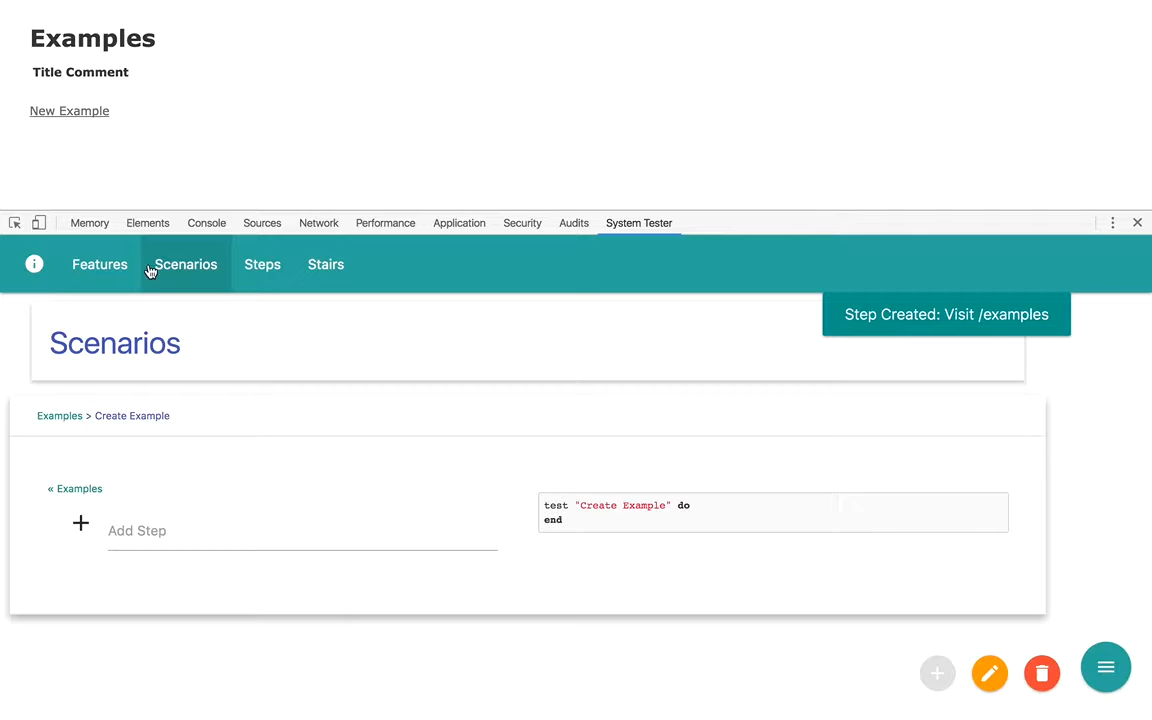 Examples
Title Comment
New Example
Memory Elements Console Sources Network Performance Application Security Audits System Tester
Features Scenarios Steps Stairs
Step Created: Visit /examples
Scenarios
Examples > Create Example
« Examples
Add Step
test "Create Example" do
end